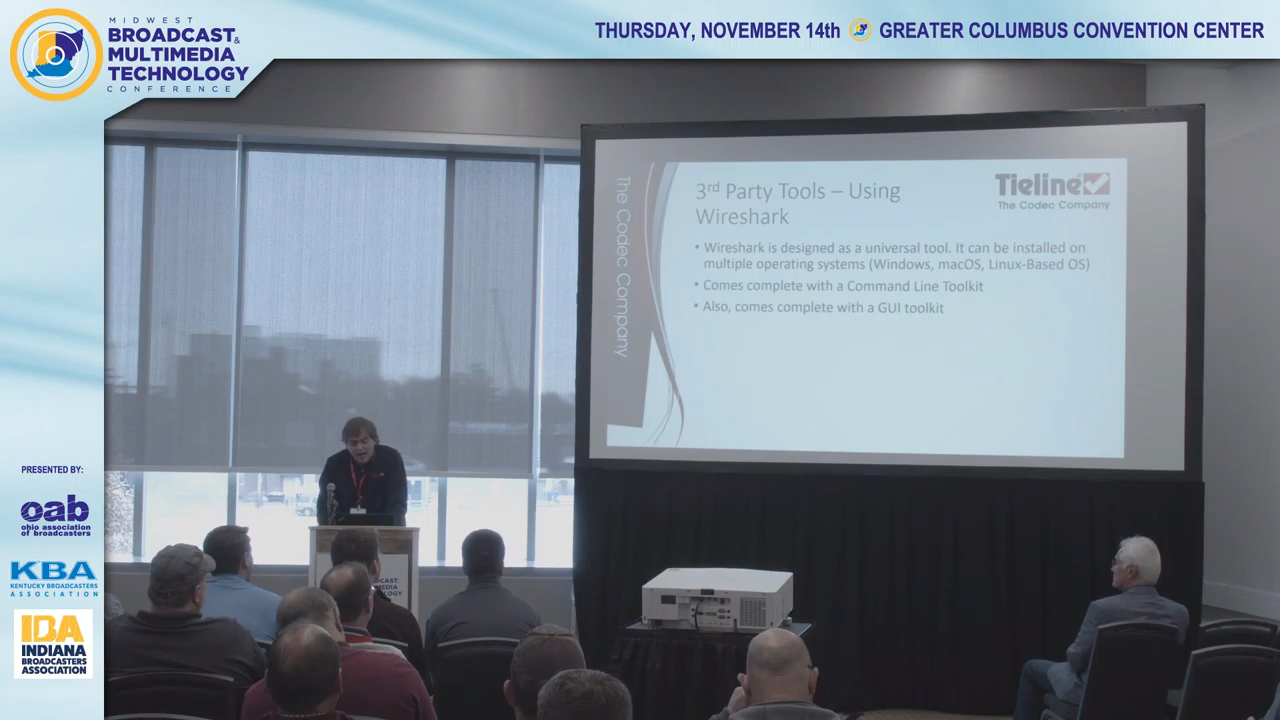 MIDWEST
BROADCAST &
MULTIMEDIA
TECHNOLOGY
CONFERENCE
THURSDAY, NOVEMBER 14th
GREATER COLUMBUS CONVENTION CENTER
The Codec Company
3rd Party Tools – Using
Wireshark
Tieline
The Codec Company
• Wireshark is designed as a universal tool. It can be installed on
multiple operating systems (Windows, macOS, Linux-Based OS)
• Comes complete with a Command Line Toolkit
• Also, comes complete with a GUI toolkit
PRESENTED BY:
oab
ohio association
of broadcasters
KBA
KENTUCKY BROADCASTERS
ASSOCIATION
IBA
INDIANA
BROADCASTERS
ASSOCIATION